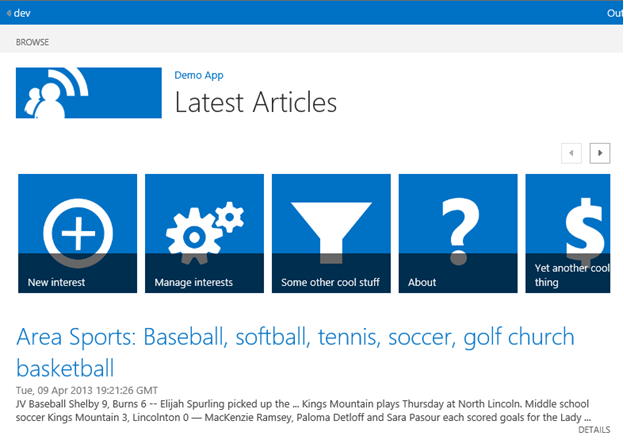 dev
Out
BROWSE
Demo App
Latest Articles
New interest
Manage interests
Some other cool stuff
About
Yet another cool
thing
Area Sports: Baseball, softball, tennis, soccer, golf church
basketball
Tue, 09 Apr 2013 19:21:26 GMT
JV Baseball Shelby 9, Burns 6 -- Elijah Spurling picked up the ... Kings Mountain plays Thursday at North Lincoln. Middle school
soccer Kings Mountain 3, Lincolnton 0 — MacKenzie Ramsey, Paloma Detloff and Sara Pasour each scored goals for the Lady ...
DETAILS